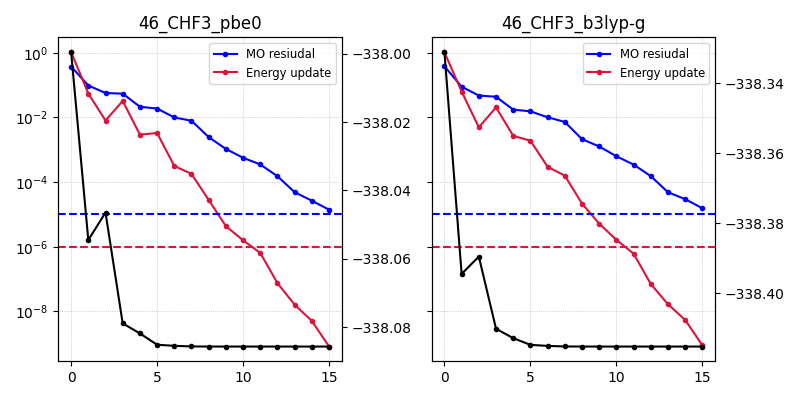 46_CHF3_pbe0
46_CHF3_b3lyp-g
MO resiudal
Energy update
MO resiudal
Energy update
10⁰
10⁻²
10⁻⁴
10⁻⁶
10⁻⁸
−338.00
−338.02
−338.04
−338.06
−338.08
−338.34
−338.36
−338.38
−338.40
0 5 10 15
0 5 10 15